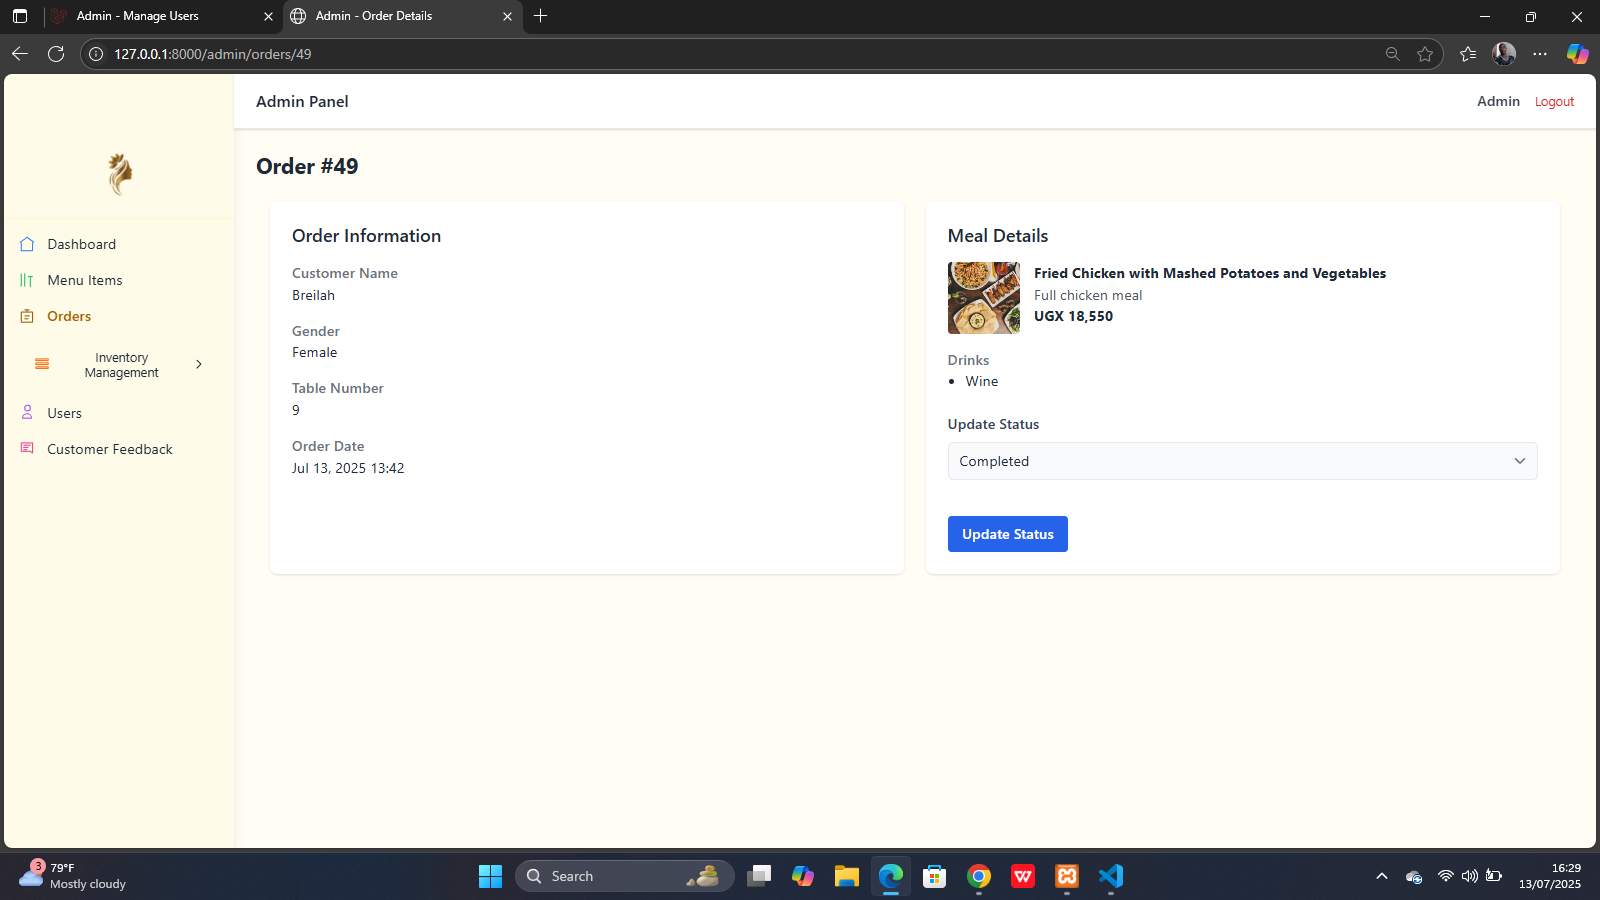 Admin - Manage Users
Admin - Order Details
127.0.0.1:8000/admin/orders/49
Admin Panel
Admin
Logout
Dashboard
Menu Items
Orders
Inventory
Management
Users
Customer Feedback
Order #49
Order Information
Customer Name
Breilah
Gender
Female
Table Number
9
Order Date
Jul 13, 2025 13:42
Meal Details
Fried Chicken with Mashed Potatoes and Vegetables
Full chicken meal
UGX 18,550
Drinks
• Wine
Update Status
Completed
Update Status
3
79°F
Mostly cloudy
Search
W
16:29
13/07/2025